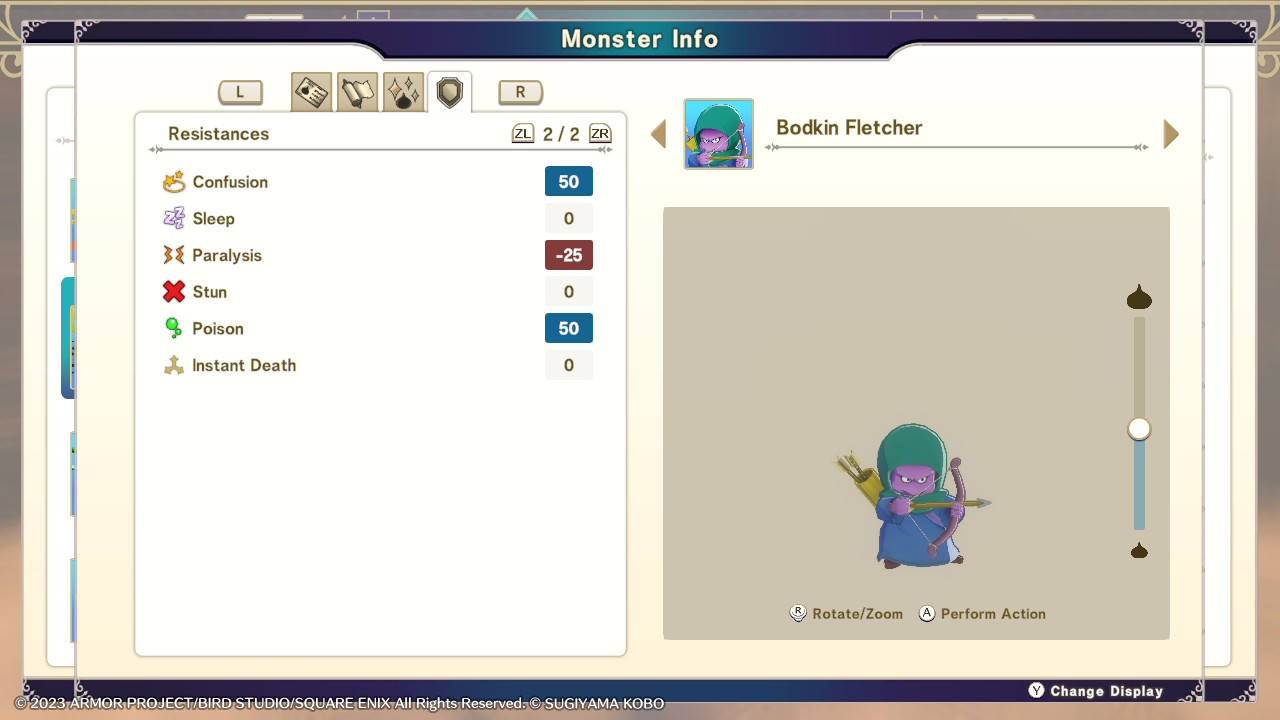 Monster Info
L
R
Resistances
ZL 2 / 2 ZR
Confusion 50
Sleep 0
Paralysis -25
Stun 0
Poison 50
Instant Death 0
Bodkin Fletcher
R Rotate/Zoom A Perform Action
Y Change Display
© 2023 ARMOR PROJECT/BIRD STUDIO/SQUARE ENIX All Rights Reserved. © SUGIYAMA KOBO